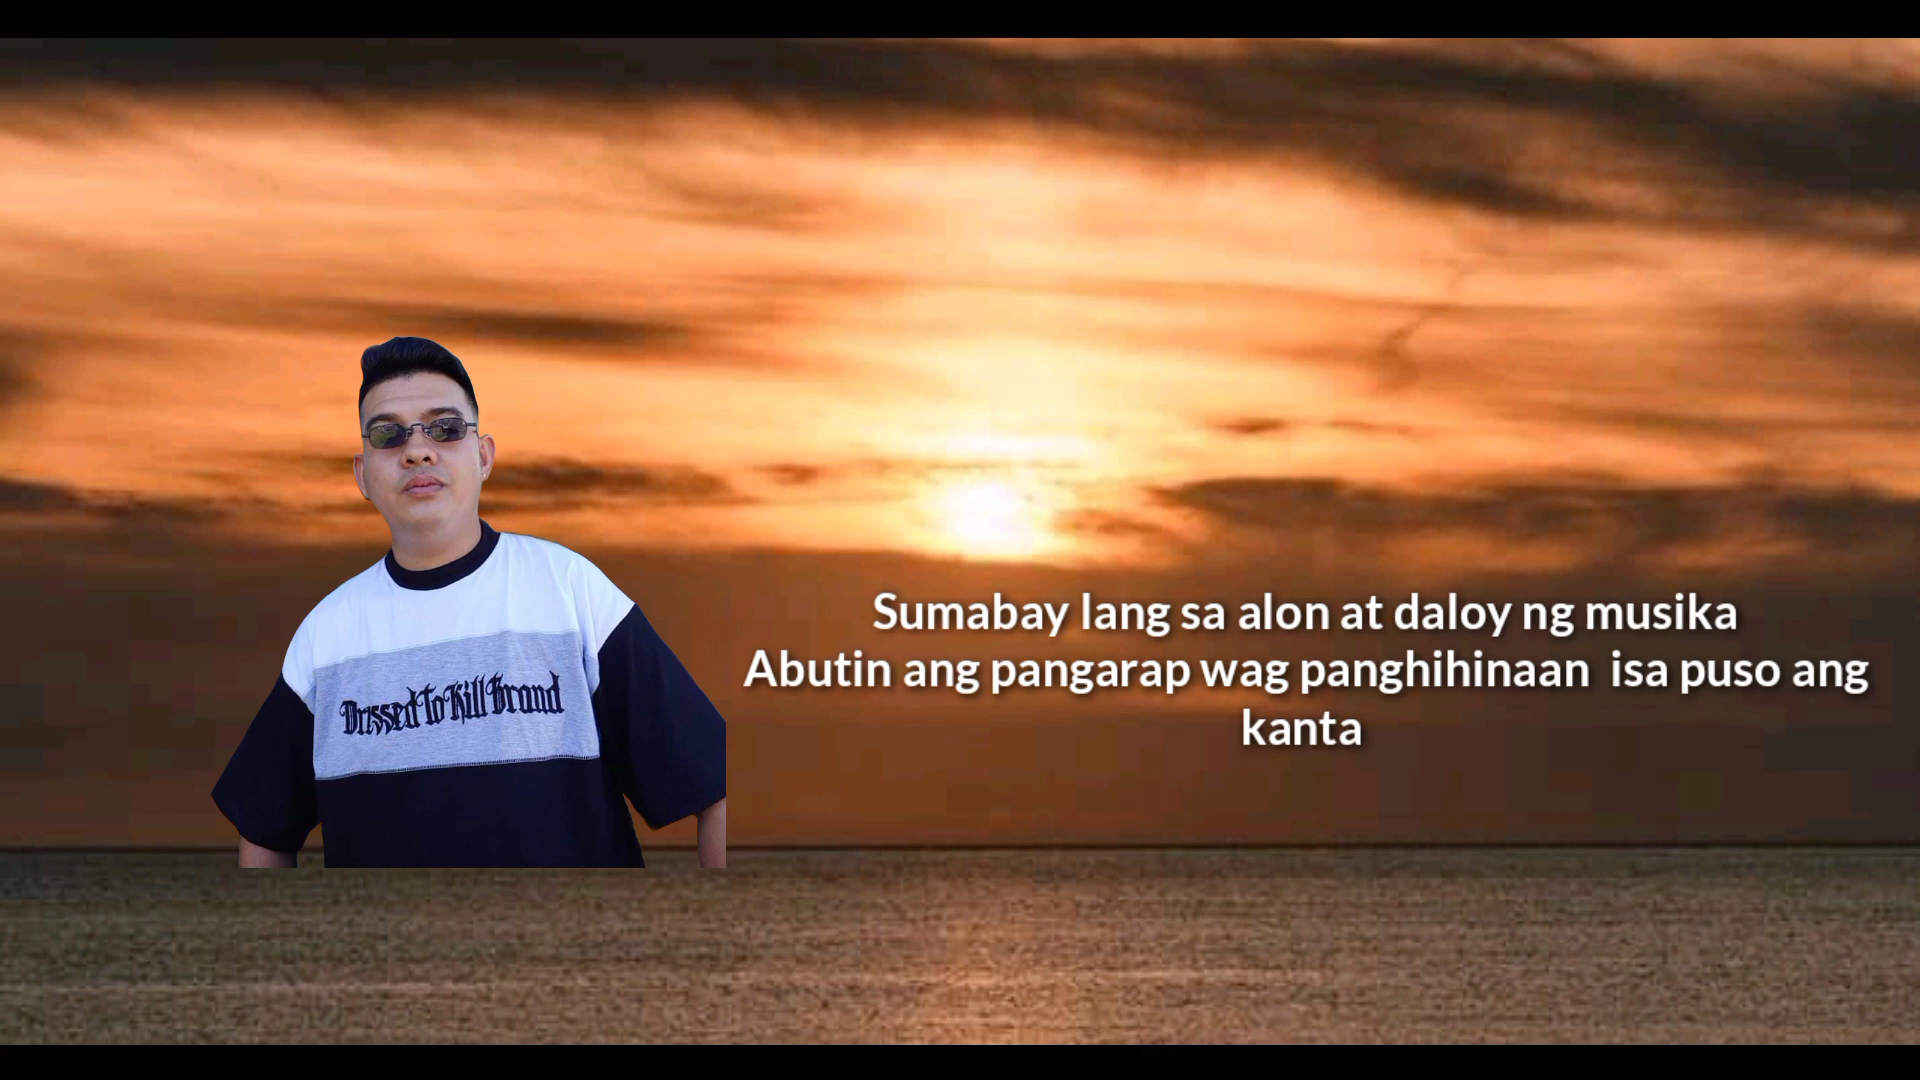 Sumabay lang sa alon at daloy ng musika
Abutin ang pangarap wag panghihinaan  isa puso ang
kanta
Dressed to Kill Brand